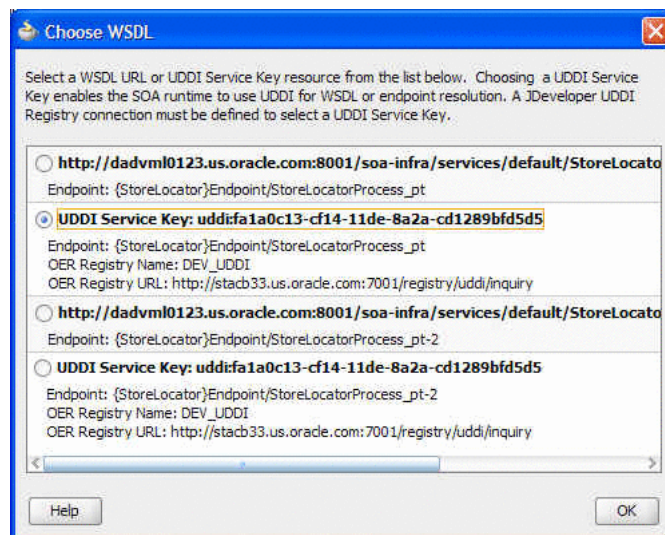 Choose WSDL
Select a WSDL URL or UDDI Service Key resource from the list below.  Choosing  a UDDI Service
Key enables the SOA runtime to use UDDI for WSDL or endpoint resolution. A JDeveloper UDDI
Registry connection must be defined to select a UDDI Service Key.
http://dadvml0123.us.oracle.com:8001/soa-infra/services/default/StoreLocato
Endpoint: {StoreLocator}Endpoint/StoreLocatorProcess_pt
UDDI Service Key: uddi:fa1a0c13-cf14-11de-8a2a-cd1289bfd5d5
Endpoint: {StoreLocator}Endpoint/StoreLocatorProcess_pt
OER Registry Name: DEV_UDDI
OER Registry URL: http://stacb33.us.oracle.com:7001/registry/uddi/inquiry
http://dadvml0123.us.oracle.com:8001/soa-infra/services/default/StoreLocato
Endpoint: {StoreLocator}Endpoint/StoreLocatorProcess_pt-2
UDDI Service Key: uddi:fa1a0c13-cf14-11de-8a2a-cd1289bfd5d5
Endpoint: {StoreLocator}Endpoint/StoreLocatorProcess_pt-2
OER Registry Name: DEV_UDDI
OER Registry URL: http://stacb33.us.oracle.com:7001/registry/uddi/inquiry
Help
OK